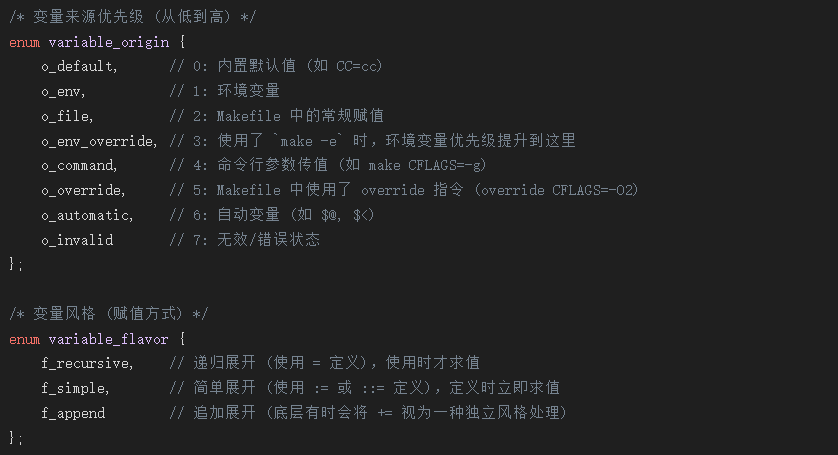 /* 变量来源优先级 (从低到高) */
enum variable_origin {
    o_default,      // 0: 内置默认值 (如 CC=cc)
    o_env,          // 1: 环境变量
    o_file,         // 2: Makefile 中的常规赋值
    o_env_override, // 3: 使用了 `make -e` 时，环境变量优先级提升到这里
    o_command,      // 4: 命令行参数传值 (如 make CFLAGS=-g)
    o_override,     // 5: Makefile 中使用了 override 指令 (override CFLAGS=-O2)
    o_automatic,    // 6: 自动变量 (如 $@, $<)
    o_invalid       // 7: 无效/错误状态
};

/* 变量风格 (赋值方式) */
enum variable_flavor {
    f_recursive,    // 递归展开 (使用 = 定义)，使用时才求值
    f_simple,       // 简单展开 (使用 := 或 ::= 定义)，定义时立即求值
    f_append        // 追加展开 (底层有时会将 += 视为一种独立风格处理)
};